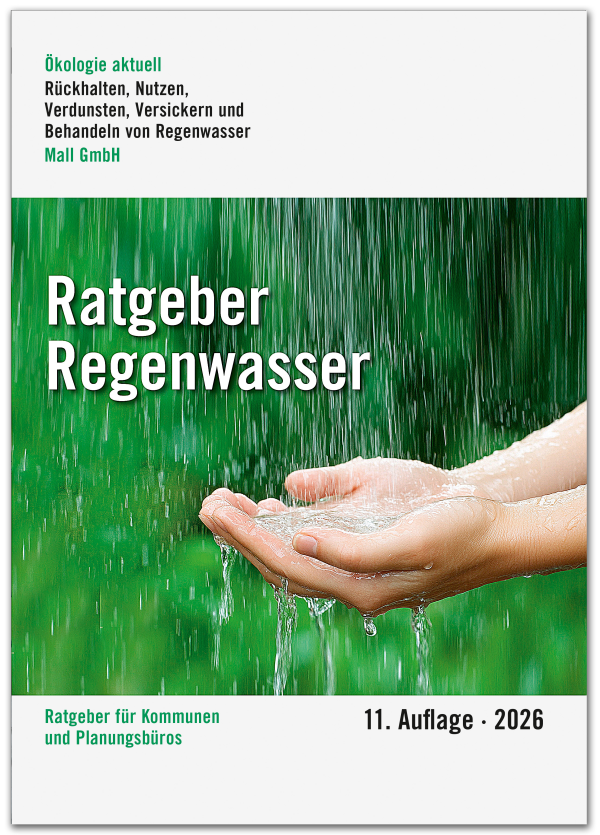 Ökologie aktuell
Rückhalten, Nutzen,
Verdunsten, Versickern und
Behandeln von Regenwasser
Mall GmbH
Ratgeber
Regenwasser
Ratgeber für Kommunen
und Planungsbüros
11. Auflage · 2026